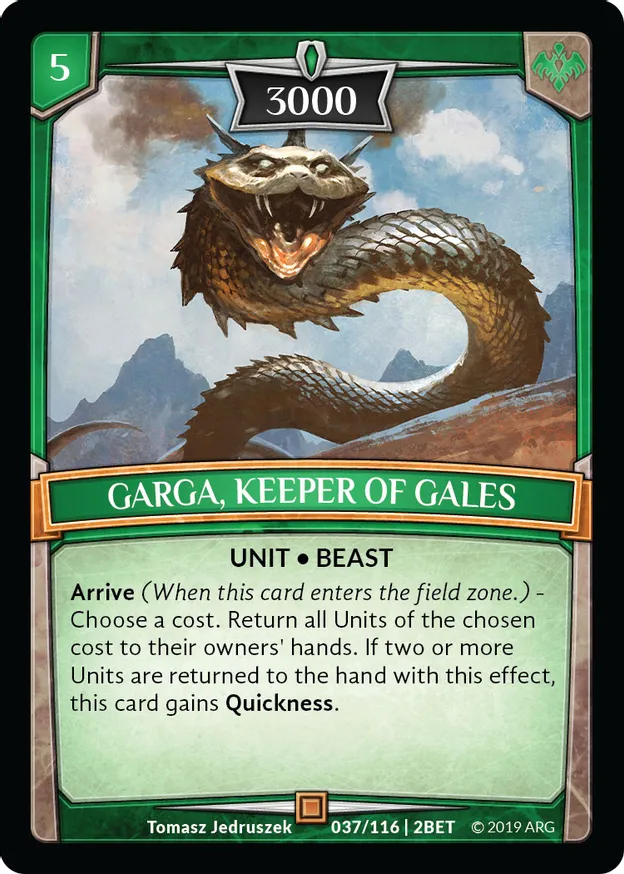 5
3000
GARGA, KEEPER OF GALES
UNIT • BEAST
Arrive (When this card enters the field zone.) -
Choose a cost. Return all Units of the chosen
cost to their owners' hands. If two or more
Units are returned to the hand with this effect,
this card gains Quickness.
Tomasz Jedruszek 037/116 | 2BET © 2019 ARG